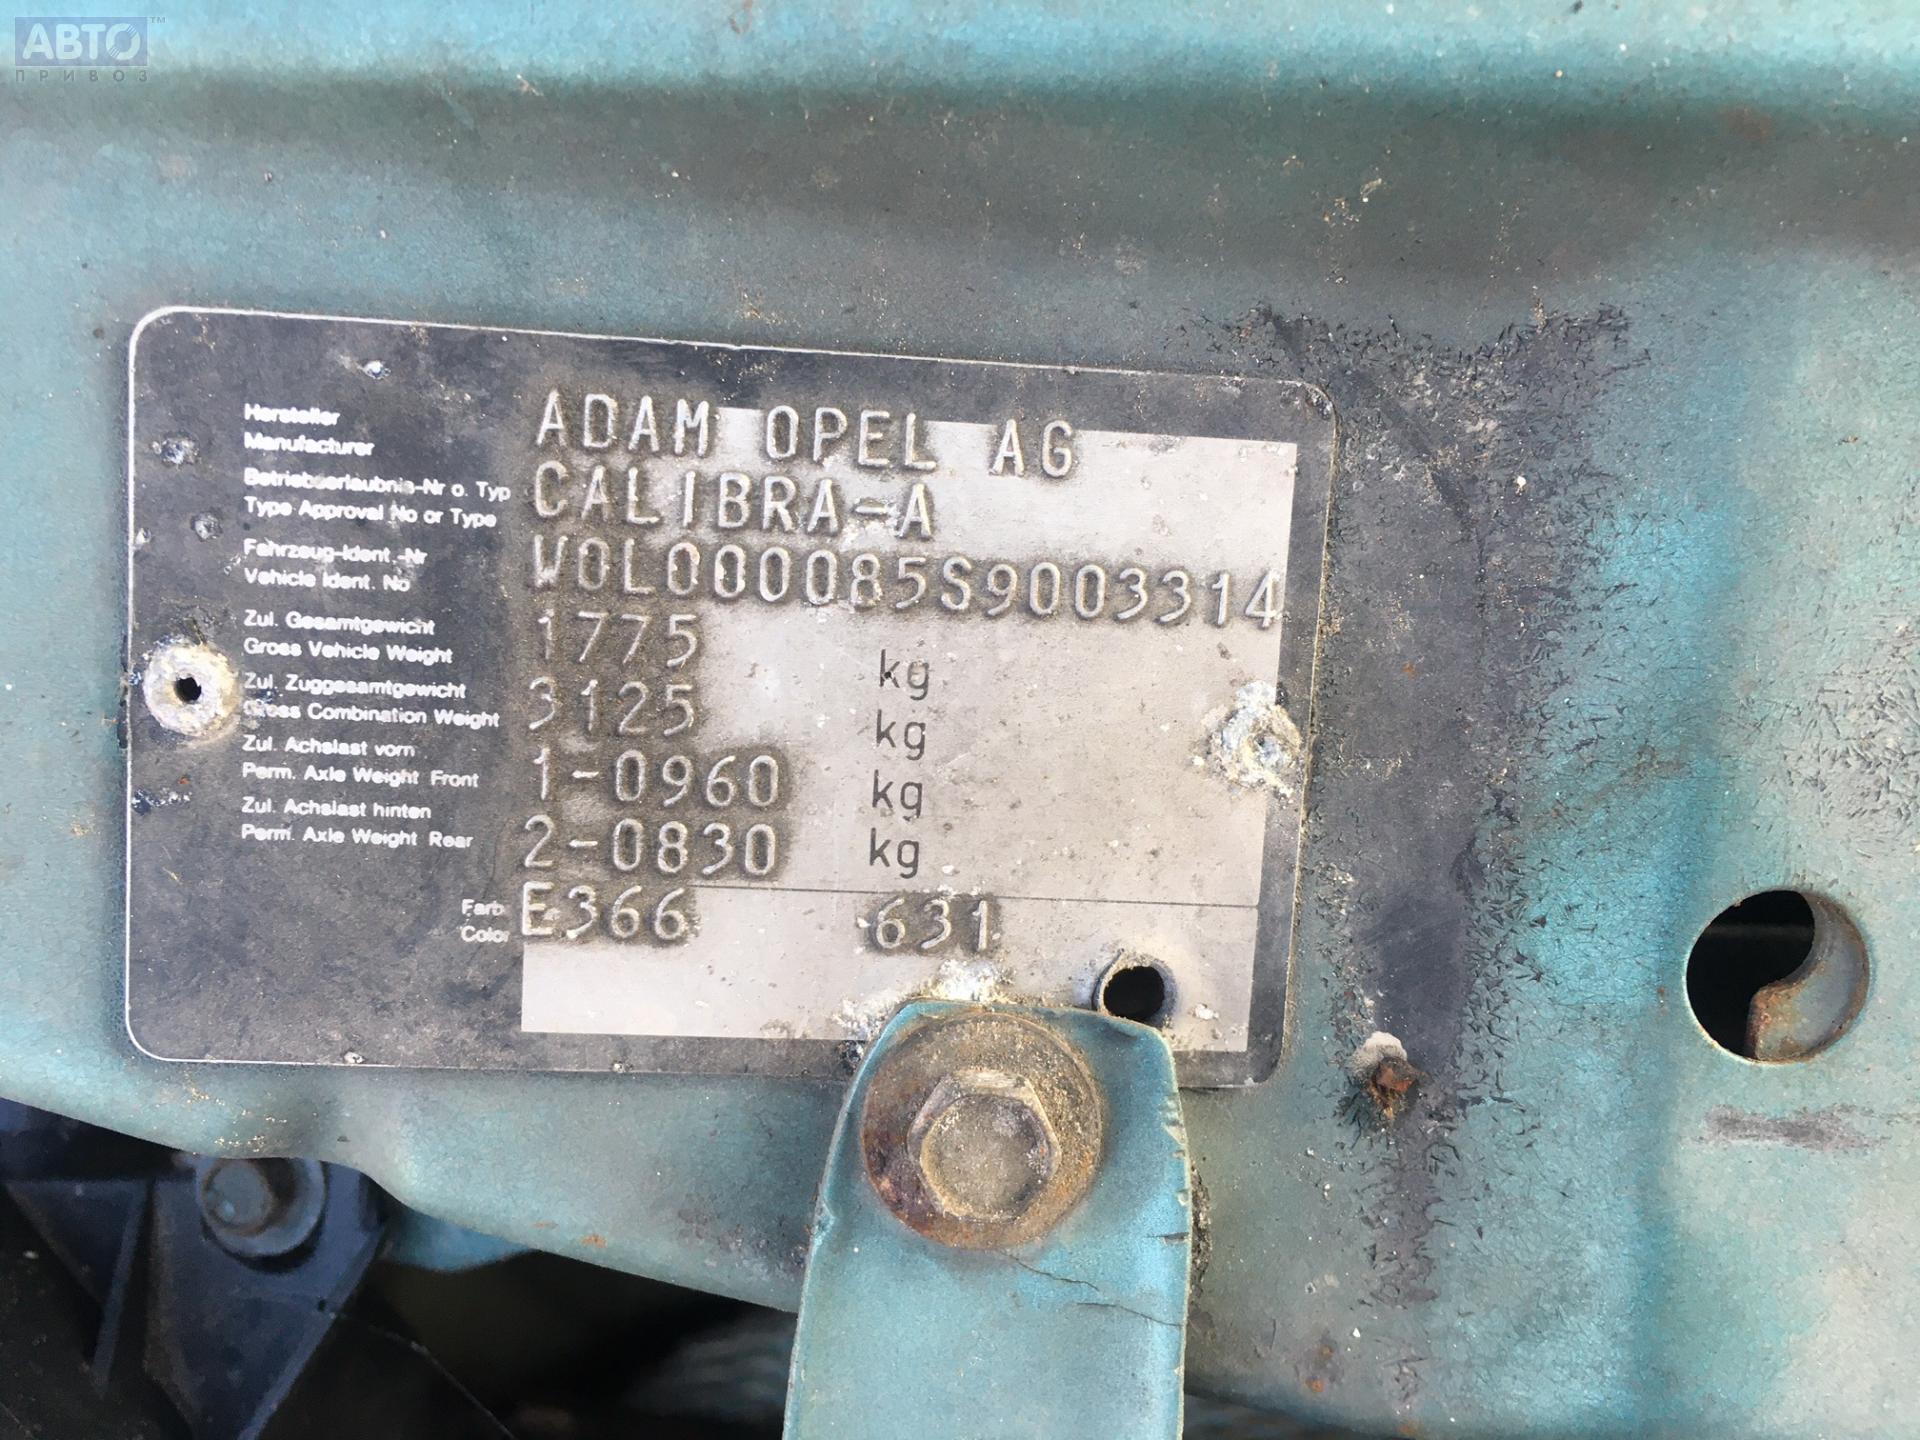 АВТО™
ПРИВОЗ
Hersteller
Manufacturer
ADAM OPEL AG
Betriebserlaubnis-Nr o. Typ
Type Approval No or Type
CALIBRA-A
Fahrzeug-Ident.-Nr
Vehicle Ident. No
W0L000085S9003314
Zul. Gesamtgewicht
Gross Vehicle Weight
1775 kg
Zul. Zuggesamtgewicht
Gross Combination Weight
3125 kg
Zul. Achslast vorn
Perm. Axle Weight Front
1-0960 kg
Zul. Achslast hinten
Perm. Axle Weight Rear
2-0830 kg
Farb
Color
E366 631